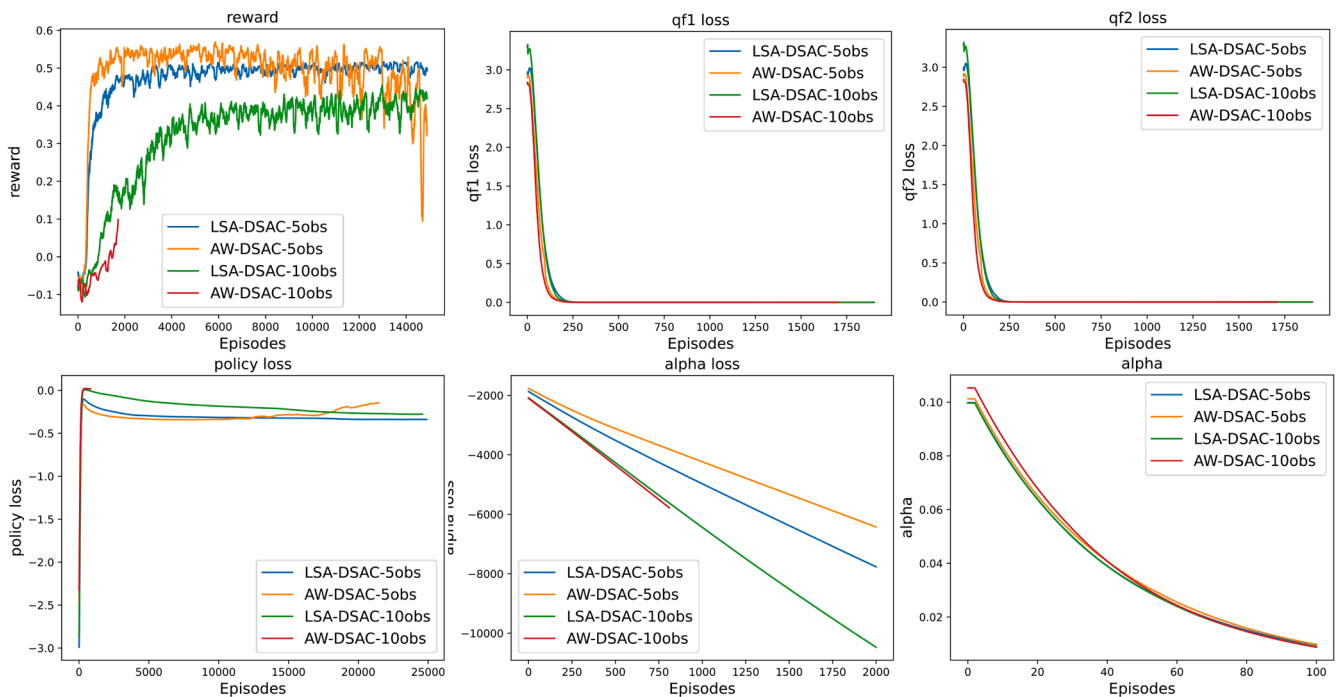 reward
0.6
0.5
0.4
0.3
0.2
0.1
0.0
−0.1
reward
LSA-DSAC-5obs
AW-DSAC-5obs
LSA-DSAC-10obs
AW-DSAC-10obs
0 2000 4000 6000 8000 10000 12000 14000
Episodes
qf1 loss
3.0
2.5
2.0
1.5
1.0
0.5
0.0
qf1 loss
LSA-DSAC-5obs
AW-DSAC-5obs
LSA-DSAC-10obs
AW-DSAC-10obs
0 250 500 750 1000 1250 1500 1750
Episodes
qf2 loss
3.0
2.5
2.0
1.5
1.0
0.5
0.0
qf2 loss
LSA-DSAC-5obs
AW-DSAC-5obs
LSA-DSAC-10obs
AW-DSAC-10obs
0 250 500 750 1000 1250 1500 1750
Episodes
policy loss
0.0
−0.5
−1.0
−1.5
−2.0
−2.5
−3.0
policy loss
LSA-DSAC-5obs
AW-DSAC-5obs
LSA-DSAC-10obs
AW-DSAC-10obs
0 5000 10000 15000 20000 25000
Episodes
alpha loss
−2000
−4000
−6000
−8000
−10000
alpha loss
LSA-DSAC-5obs
AW-DSAC-5obs
LSA-DSAC-10obs
AW-DSAC-10obs
0 250 500 750 1000 1250 1500 1750 2000
Episodes
alpha
0.10
0.08
0.06
0.04
0.02
alpha
LSA-DSAC-5obs
AW-DSAC-5obs
LSA-DSAC-10obs
AW-DSAC-10obs
0 20 40 60 80 100
Episodes